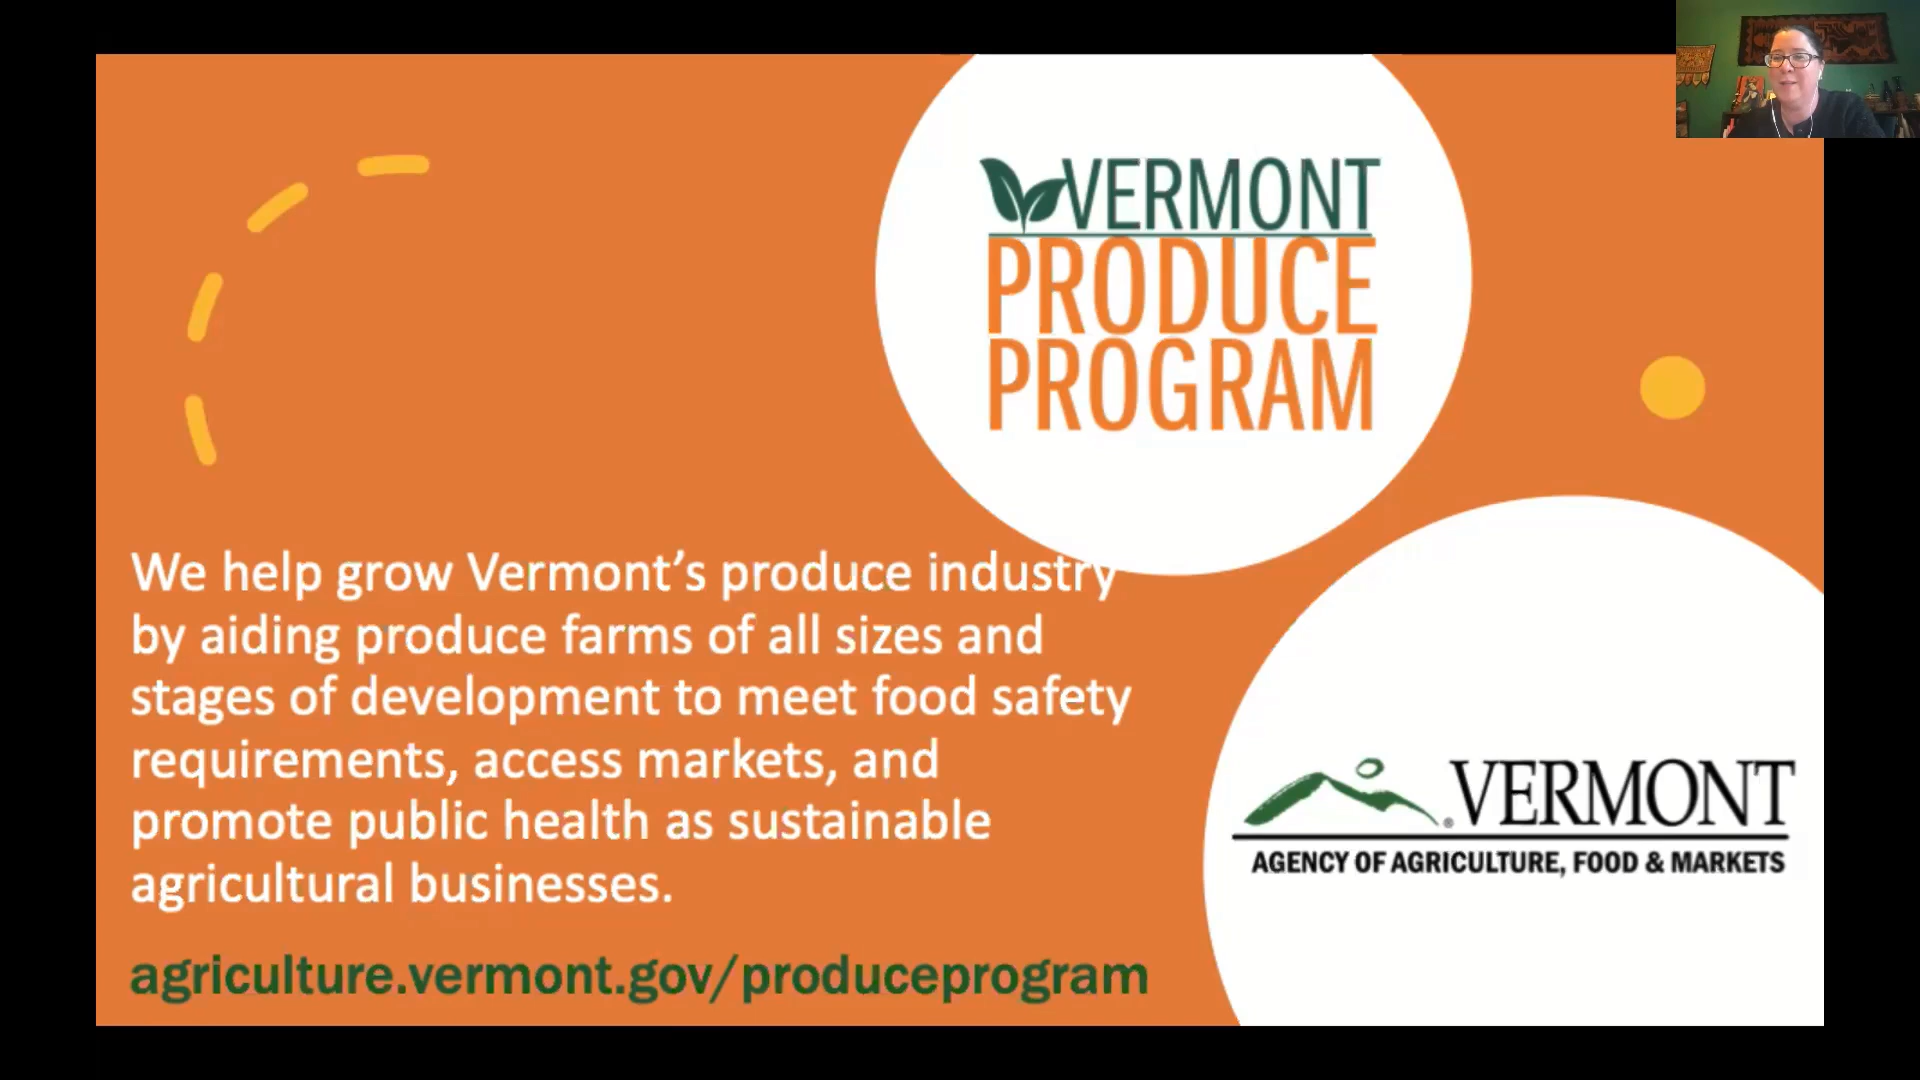 VERMONT
PRODUCE
PROGRAM
We help grow Vermont’s produce industry
by aiding produce farms of all sizes and
stages of development to meet food safety
requirements, access markets, and
promote public health as sustainable
agricultural businesses.
agriculture.vermont.gov/produceprogram
® VERMONT
AGENCY OF AGRICULTURE, FOOD & MARKETS